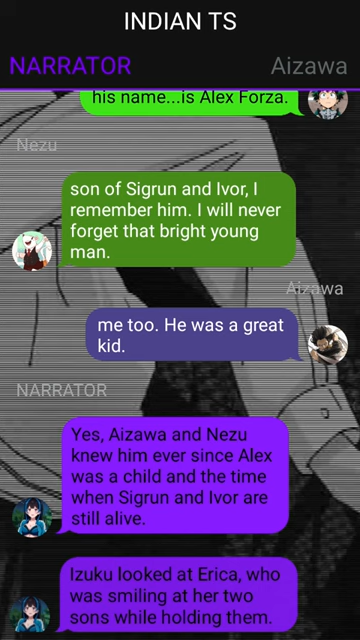 INDIAN TS
NARRATOR
Aizawa
his name...is Alex Forza.
Nezu
son of Sigrun and Ivor, I
remember him. I will never
forget that bright young
man.
Aizawa
me too. He was a great
kid.
NARRATOR
Yes, Aizawa and Nezu
knew him ever since Alex
was a child and the time
when Sigrun and Ivor are
still alive.
Izuku looked at Erica, who
was smiling at her two
sons while holding them.